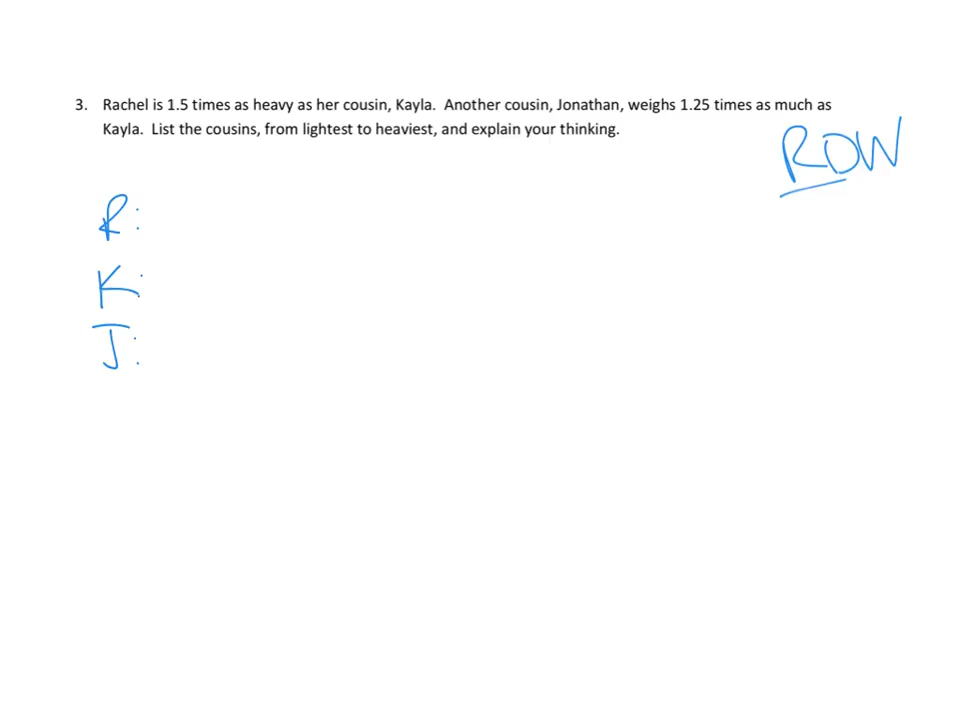 3. Rachel is 1.5 times as heavy as her cousin, Kayla. Another cousin, Jonathan, weighs 1.25 times as much as
Kayla. List the cousins, from lightest to heaviest, and explain your thinking.
RDW
R:
K:
J: